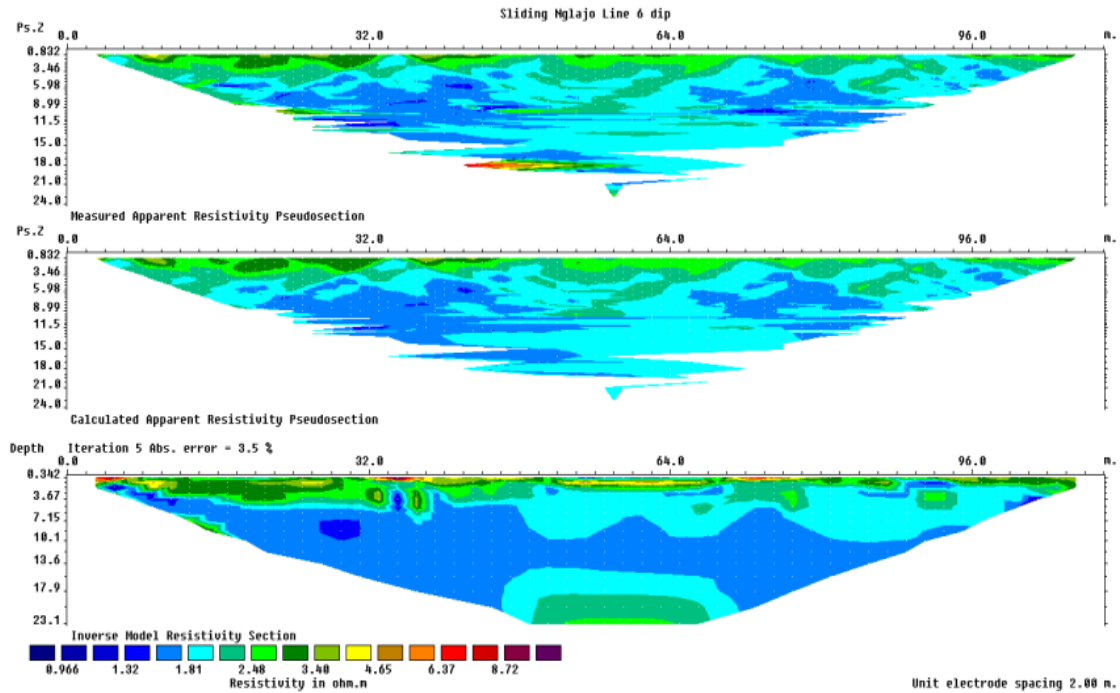 Sliding Nglajo Line 6 dip
Ps.Z 0.0 32.0 64.0 96.0 m.
0.832
3.46
5.98
8.99
11.5
15.0
18.0
21.0
24.0
Measured Apparent Resistivity Pseudosection
Ps.Z 0.0 32.0 64.0 96.0 m.
0.832
3.46
5.98
8.99
11.5
15.0
18.0
21.0
24.0
Calculated Apparent Resistivity Pseudosection
Depth Iteration 5 Abs. error = 3.5 %
0.0 32.0 64.0 96.0 m.
0.342
3.67
7.15
10.1
13.6
17.9
23.1
Inverse Model Resistivity Section
0.966 1.32 1.81 2.48 3.40 4.65 6.37 8.72
Resistivity in ohm.m Unit electrode spacing 2.00 m.